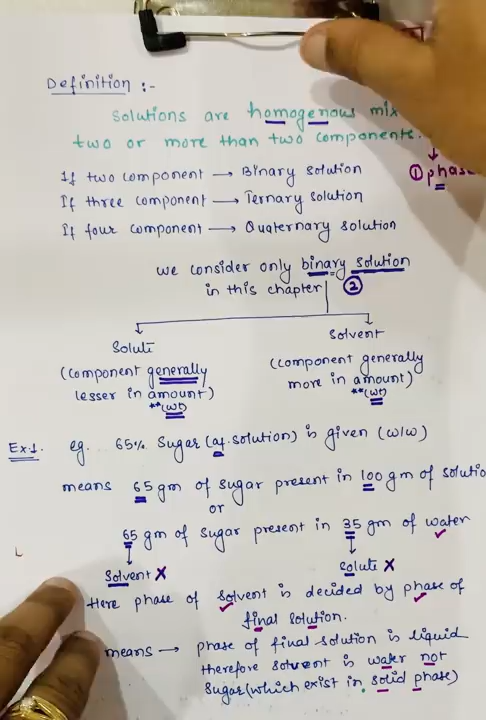 Definition :-
Solutions are homogenous mix
two or more than two components.
① phase
If two component → Binary solution
If three component → Ternary solution
If four component → Quaternary solution
we consider only binary solution
in this chapter ②
Solute Solvent
(component generally (component generally
lesser in amount) more in amount)
**(wt) **(wt)
Ex.1. eg. 65% Sugar (aq. solution) is given (w/w)
means 65 gm of sugar present in 100 gm of solutio
or
65 gm of sugar present in 35 gm of water
Solvent X Solute X
Here phase of solvent is decided by phase of
final solution.
means → phase of final solution is liquid
therefore solvent is water not
sugar (which exist in solid phase)